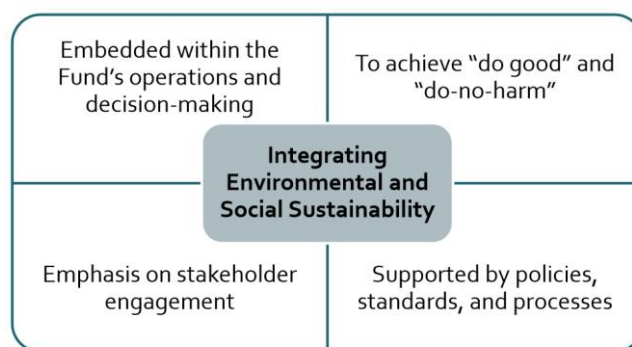 Embedded within the
Fund’s operations and
decision-making
To achieve “do good” and
“do-no-harm”
Integrating
Environmental and
Social Sustainability
Emphasis on stakeholder
engagement
Supported by policies,
standards, and processes